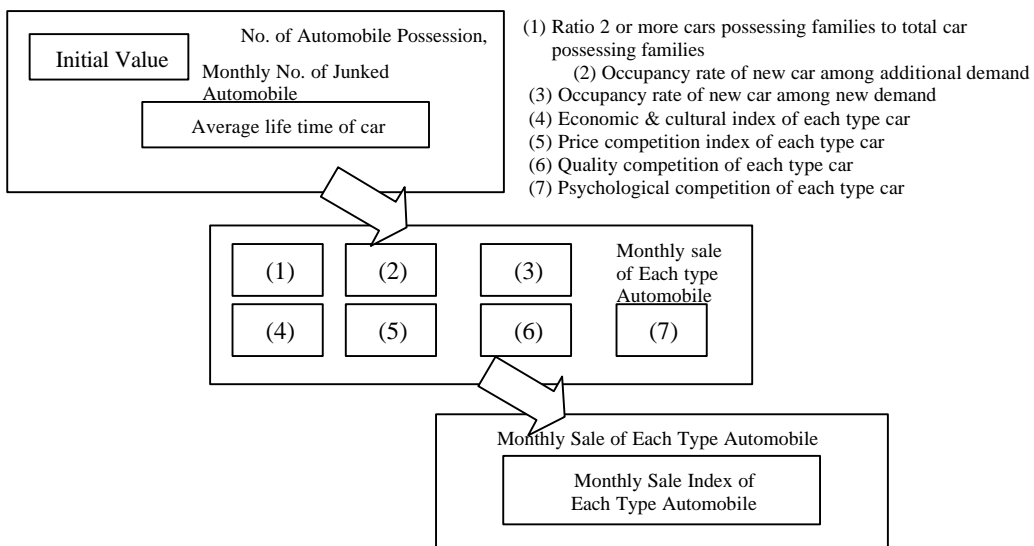 No. of Automobile Possession,
Initial Value
Monthly No. of Junked
Automobile
Average life time of car
(1) Ratio 2 or more cars possessing families to total car
possessing families
(2) Occupancy rate of new car among additional demand
(3) Occupancy rate of new car among new demand
(4) Economic & cultural index of each type car
(5) Price competition index of each type car
(6) Quality competition of each type car
(7) Psychological competition of each type car
(1)
(2)
(3)
Monthly sale
of Each type
Automobile
(4)
(5)
(6)
(7)
Monthly Sale of Each Type Automobile
Monthly Sale Index of
Each Type Automobile